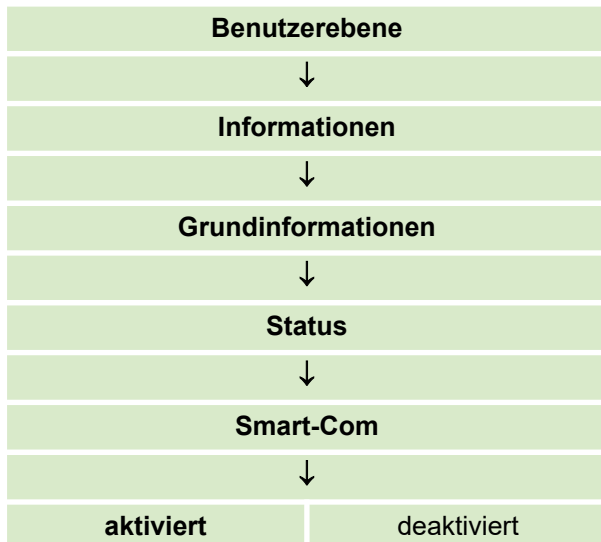 Benutzerebene
↓
Informationen
↓
Grundinformationen
↓
Status
↓
Smart-Com
↓
aktiviert deaktiviert